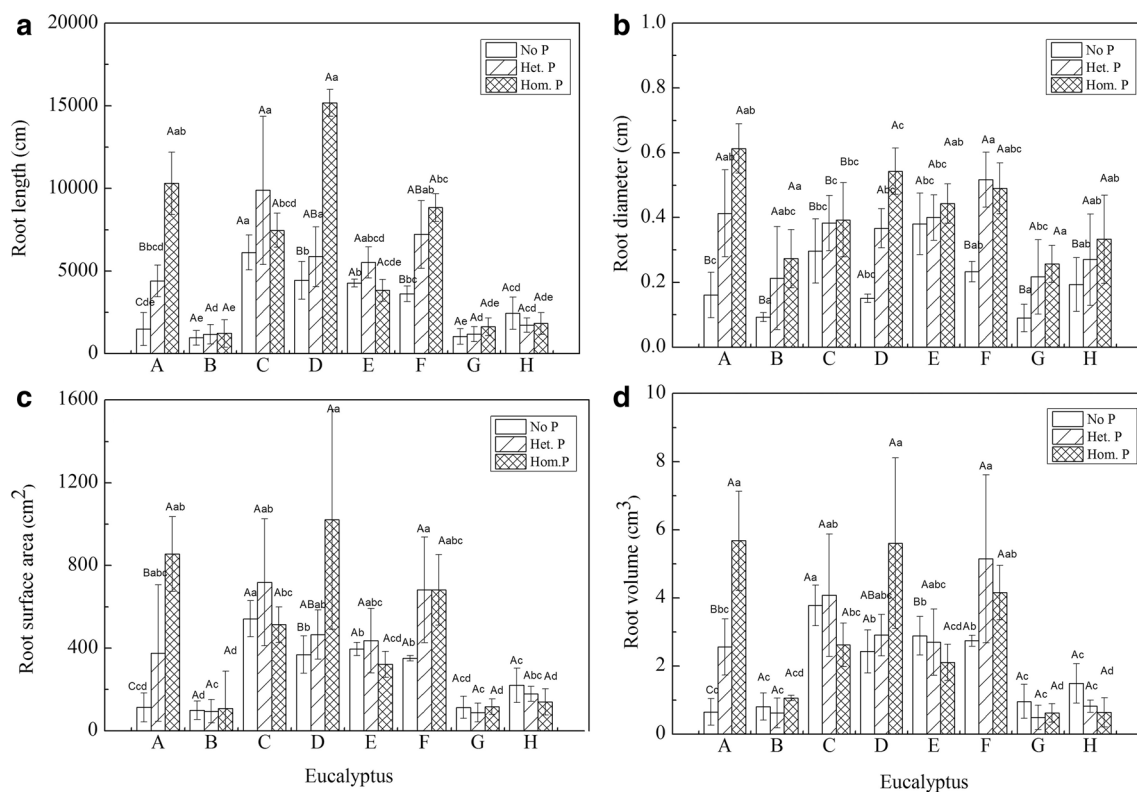 a
20000
15000
10000
5000
0
Root length (cm)
No P
Het. P
Hom. P
Cde Bbcd Aab
Ae Ad Ae
Aa Aa Abcd
Bb ABa Aa
Ab Aabcd Acde
Bbc ABab Abc
Ae Ad Ade
Acd Acd Ade
A B C D E F G H
b
1.0
0.8
0.6
0.4
0.2
0.0
Root diameter (cm)
No P
Het. P
Hom. P
Bc Aab Aab
Ba Aabc Aa
Bbc Bc Bbc
Abc Abc Ac
Abc Abc Aab
Bab Aa Aabc
Ba Abc Aa
Bab Aab Aab
A B C D E F G H
c
1600
1200
800
400
0
Root surface area (cm2)
No P
Het. P
Hom.P
Ccd Babc Aab
Ad Ac Ad
Aa Aab Abc
Bb ABab Aa
Ab Aabc Acd
Ab Aa Aabc
Acd Ac Ad
Ac Abc Ad
A B C D E F G H
Eucalyptus
d
10
8
6
4
2
0
Root volume (cm3)
No P
Het. P
Hom. P
Cc Bbc Aa
Ac Ac Acd
Aa Aab Abc
Ab ABabc Aa
Bb Aabc Acd
Ab Aa Aab
Ac Ac Ad
Ac Ac Ad
A B C D E F G H
Eucalyptus